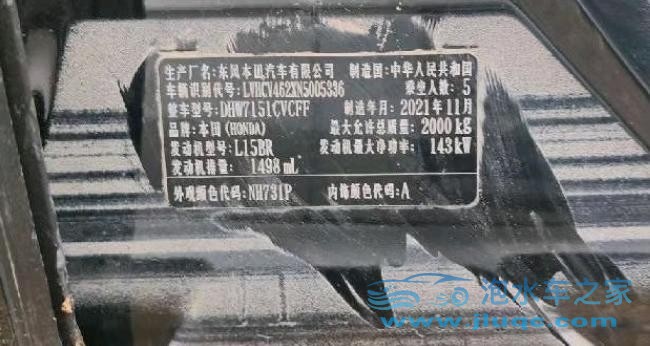 生产厂名:东风本田汽车有限公司 制造国:中华人民共和国
车辆识别代号:LVHCV462XN5005336 乘坐人数:5
整车型号:DHW7151CVCFF 制造年月:2021年11月
品牌:本田(HONDA) 最大允许总质量:2000kg
发动机型号:L15BR 发动机最大净功率:143kW
发动机排量:1498mL
外观颜色代码:NH731P 内饰颜色代码:A
泡水车之家